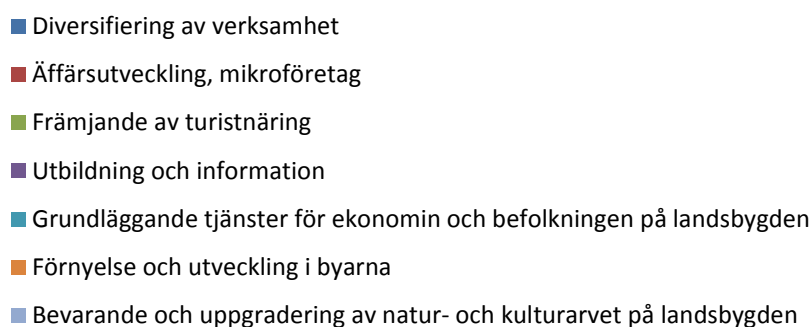 Diversifiering av verksamhet
Äffärsutveckling, mikroföretag
Främjande av turistnäring
Utbildning och information
Grundläggande tjänster för ekonomin och befolkningen på landsbygden
Förnyelse och utveckling i byarna
Bevarande och uppgradering av natur- och kulturarvet på landsbygden